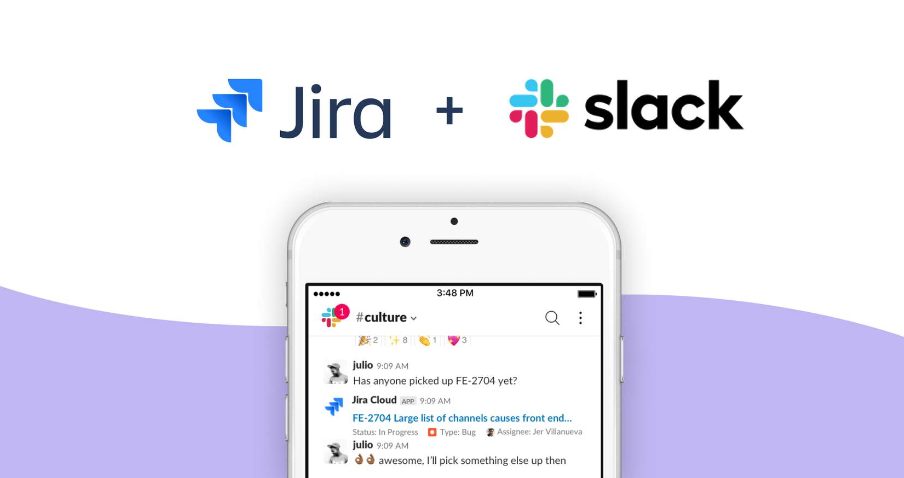 Jira + slack
3:48 PM
1
#culture
2 8 1 3
julio 9:09 AM
Has anyone picked up FE-2704 yet?
Jira Cloud APP 9:09 AM
FE-2704 Large list of channels causes front end...
Status: In Progress Type: Bug Assignee: Jer Villanueva
julio 9:09 AM
👌🏾👌🏾 awesome, I'll pick something else up then